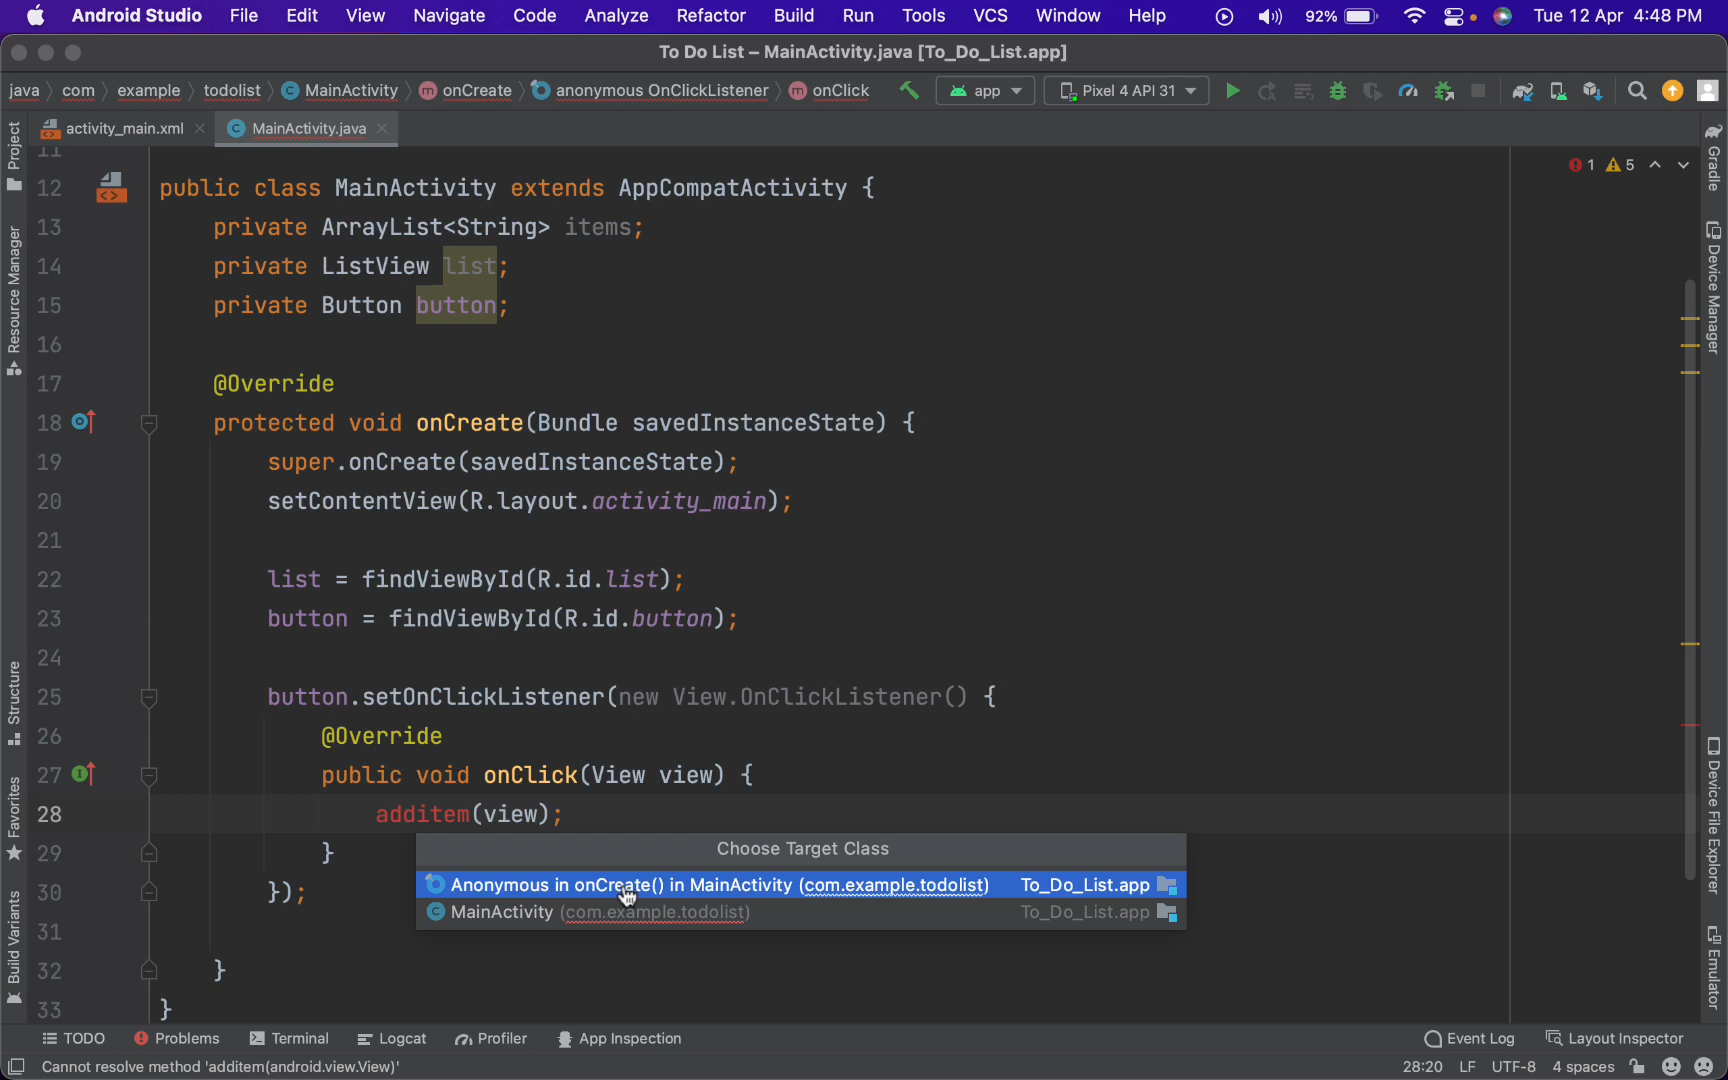 Android Studio File Edit View Navigate Code Analyze Refactor Build Run Tools VCS Window Help 92% Tue 12 Apr 4:48 PM
To Do List – MainActivity.java [To_Do_List.app]
java com example todolist MainActivity onCreate anonymous OnClickListener onClick app Pixel 4 API 31
activity_main.xml MainActivity.java
11
1 5
12 public class MainActivity extends AppCompatActivity {
13 private ArrayList<String> items;
14 private ListView list;
15 private Button button;
16
17 @Override
18 protected void onCreate(Bundle savedInstanceState) {
19 super.onCreate(savedInstanceState);
20 setContentView(R.layout.activity_main);
21
22 list = findViewById(R.id.list);
23 button = findViewById(R.id.button);
24
25 button.setOnClickListener(new View.OnClickListener() {
26 @Override
27 public void onClick(View view) {
28 additem(view);
29 }
30 });
31
32 }
33 }
Choose Target Class
Anonymous in onCreate() in MainActivity (com.example.todolist) To_Do_List.app
MainActivity (com.example.todolist) To_Do_List.app
Project
Resource Manager
Structure
Favorites
Build Variants
Gradle
Device Manager
Device File Explorer
Emulator
TODO Problems Terminal Logcat Profiler App Inspection Event Log Layout Inspector
Cannot resolve method 'additem(android.view.View)' 28:20 LF UTF-8 4 spaces